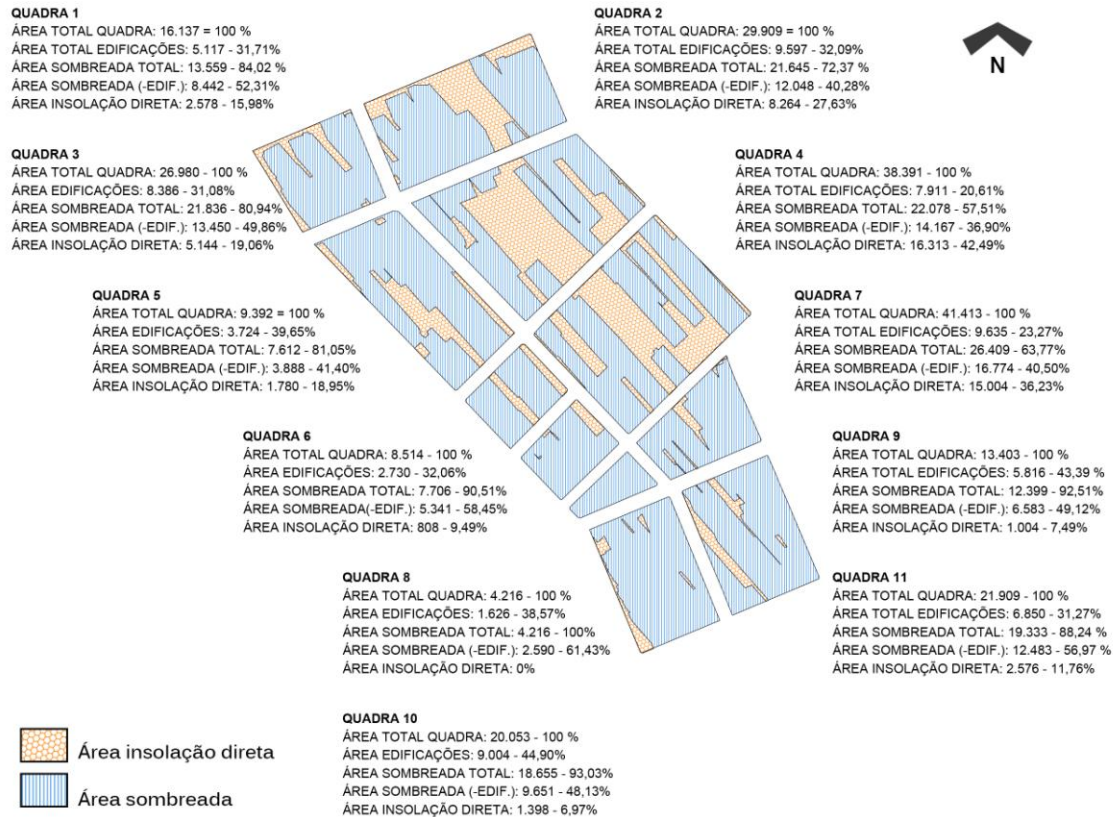 QUADRA 1
ÁREA TOTAL QUADRA: 16.137 = 100 %
ÁREA TOTAL EDIFICAÇÕES: 5.117 - 31,71%
ÁREA SOMBREADA TOTAL: 13.559 - 84,02 %
ÁREA SOMBREADA (-EDIF.): 8.442 - 52,31%
ÁREA INSOLAÇÃO DIRETA: 2.578 - 15,98%
QUADRA 2
ÁREA TOTAL QUADRA: 29.909 = 100 %
ÁREA TOTAL EDIFICAÇÕES: 9.597 - 32,09%
ÁREA SOMBREADA TOTAL: 21.645 - 72,37 %
ÁREA SOMBREADA (-EDIF.): 12.048 - 40,28%
ÁREA INSOLAÇÃO DIRETA: 8.264 - 27,63%
N
QUADRA 3
ÁREA TOTAL QUADRA: 26.980 - 100 %
ÁREA EDIFICAÇÕES: 8.386 - 31,08%
ÁREA SOMBREADA TOTAL: 21.836 - 80,94%
ÁREA SOMBREADA (-EDIF.): 13.450 - 49,86%
ÁREA INSOLAÇÃO DIRETA: 5.144 - 19,06%
QUADRA 4
ÁREA TOTAL QUADRA: 38.391 - 100%
ÁREA TOTAL EDIFICAÇÕES: 7.911 - 20,61%
ÁREA SOMBREADA TOTAL: 22.078 - 57,51%
ÁREA SOMBREADA (-EDIF.): 14.167 - 36,90%
ÁREA INSOLAÇÃO DIRETA: 16.313 - 42,49%
QUADRA 5
ÁREA TOTAL QUADRA: 9.392 = 100 %
ÁREA EDIFICAÇÕES: 3.724 - 39,65%
ÁREA SOMBREADA TOTAL: 7.612 - 81,05%
ÁREA SOMBREADA (-EDIF.): 3.888 - 41,40%
ÁREA INSOLAÇÃO DIRETA: 1.780 - 18,95%
QUADRA 7
ÁREA TOTAL QUADRA: 41.413 - 100%
ÁREA TOTAL EDIFICAÇÕES: 9.635 - 23,27%
ÁREA SOMBREADA TOTAL: 26.409 - 63,77%
ÁREA SOMBREADA (-EDIF.): 16.774 - 40,50%
ÁREA INSOLAÇÃO DIRETA: 15.004 - 36,23%
QUADRA 6
ÁREA TOTAL QUADRA: 8.514 - 100%
ÁREA EDIFICAÇÕES: 2.730 - 32,06%
ÁREA SOMBREADA TOTAL: 7.706 - 90,51%
ÁREA SOMBREADA(-EDIF.): 5.341 - 58,45%
ÁREA INSOLAÇÃO DIRETA: 808 - 9,49%
QUADRA 9
ÁREA TOTAL QUADRA: 13.403 - 100%
ÁREA TOTAL EDIFICAÇÕES: 5.816 - 43,39 %
ÁREA SOMBREADA TOTAL: 12.399 - 92,51%
ÁREA SOMBREADA (-EDIF.): 6.583 - 49,12%
ÁREA INSOLAÇÃO DIRETA: 1.004 - 7,49%
QUADRA 8
ÁREA TOTAL QUADRA: 4.216 - 100 %
ÁREA EDIFICAÇÕES: 1.626 - 38,57%
ÁREA SOMBREADA TOTAL: 4.216 - 100%
ÁREA SOMBREADA (-EDIF.): 2.590 - 61,43%
ÁREA INSOLAÇÃO DIRETA: 0%
QUADRA 11
ÁREA TOTAL QUADRA: 21.909 - 100%
ÁREA TOTAL EDIFICAÇÕES: 6.850 - 31,27%
ÁREA SOMBREADA TOTAL: 19.333 - 88,24 %
ÁREA SOMBREADA (-EDIF.): 12.483 - 56,97 %
ÁREA INSOLAÇÃO DIRETA: 2.576 - 11,76%
QUADRA 10
ÁREA TOTAL QUADRA: 20.053 - 100 %
ÁREA EDIFICAÇÕES: 9.004 - 44,90%
ÁREA SOMBREADA TOTAL: 18.655 - 93,03%
ÁREA SOMBREADA (-EDIF.): 9.651 - 48,13%
ÁREA INSOLAÇÃO DIRETA: 1.398 - 6,97%
Área insolação direta
Área sombreada